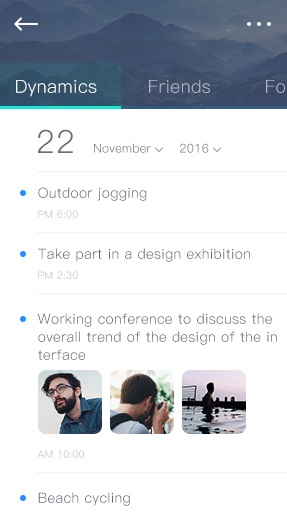 Dynamics Friends Fo
22 November 2016
Outdoor jogging
PM 6:00
Take part in a design exhibition
PM 2:30
Working conference to discuss the
overall trend of the design of the in
terface
AM 10:00
Beach cycling